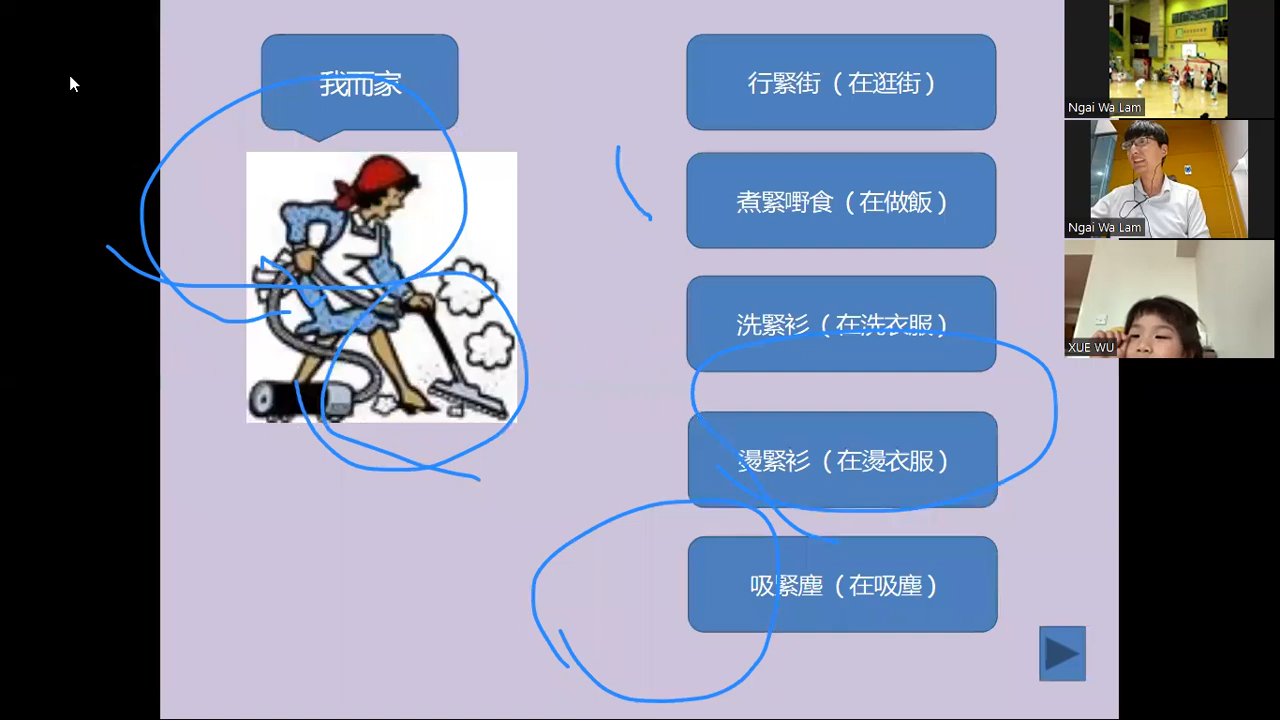 我而家
行緊街（在逛街）
煮緊嘢食（在做飯）
洗緊衫（在洗衣服）
燙緊衫（在燙衣服）
吸緊塵（在吸塵）
Ngai Wa Lam
Ngai Wa Lam
XUE WU